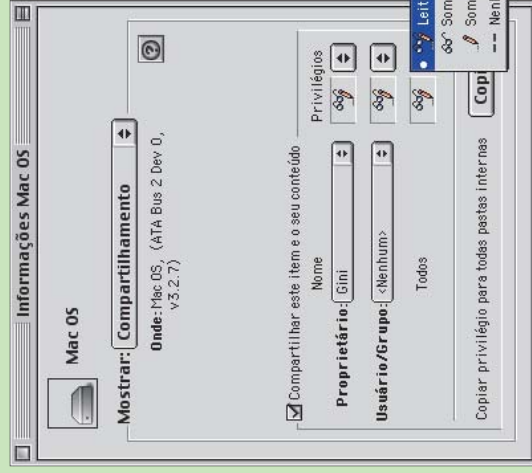 Informações Mac OS
Mac OS
Mostrar: Compartilhamento
Onde: Mac OS, (ATA Bus 2 Dev 0,
v3.2.7)
Compartilhar este item e o seu conteúdo
Nome Privilégios
Proprietário: Gini
Usuário/Grupo: <Nenhum>
Todos
Leit
Som
Som
Neni
Copiar privilégio para todas pastas internas
Copi